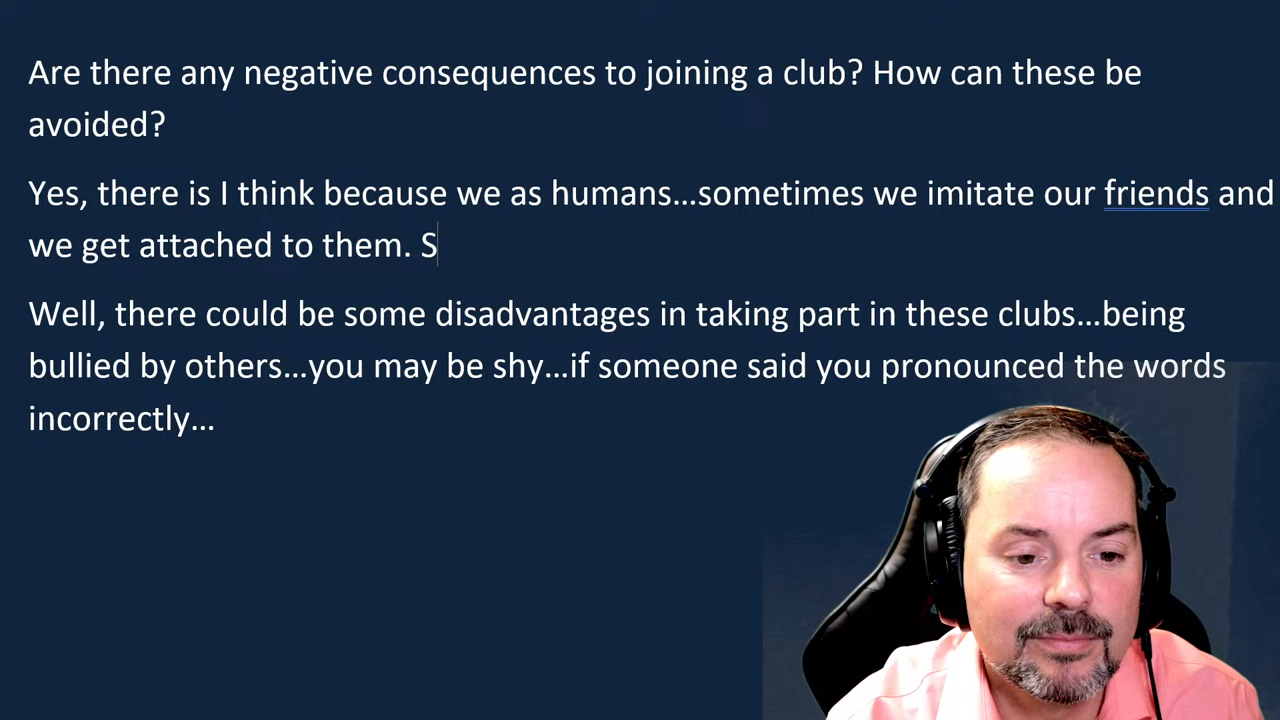 Are there any negative consequences to joining a club? How can these be
avoided?
Yes, there is I think because we as humans…sometimes we imitate our friends and
we get attached to them. S
Well, there could be some disadvantages in taking part in these clubs…being
bullied by others…you may be shy…if someone said you pronounced the words
incorrectly…